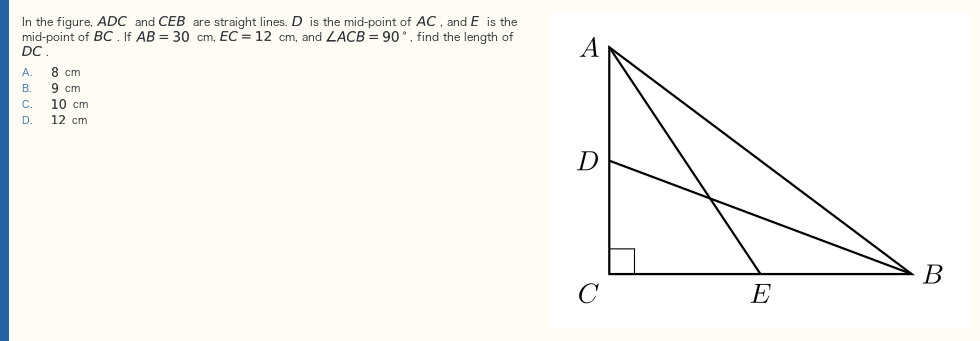 In the figure, ADC and CEB are straight lines. D is the mid-point of AC , and E is the
mid-point of BC . If AB = 30 cm, EC = 12 cm, and ∠ACB = 90° , find the length of
DC .
A. 8 cm
B. 9 cm
C. 10 cm
D. 12 cm
A
D
C
E
B